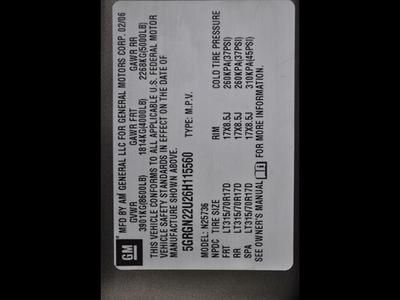 GM
MFD BY AM GENERAL LLC FOR GENERAL MOTORS CORP. 02/06
GVWR GAWR FRT GAWR RR
3901KG(8600LB) 1814KG(4000LB) 2268KG(5000LB)
THIS VEHICLE CONFORMS TO ALL APPLICABLE U.S. FEDERAL MOTOR
VEHICLE SAFETY STANDARDS IN EFFECT ON THE DATE OF
MANUFACTURE SHOWN ABOVE.
5GRGN22U26H115560 TYPE: M.P.V.
MODEL: N25736
NPDC TIRE SIZE RIM COLD TIRE PRESSURE
FRT LT315/70R17D 17X8.5J 260KPA(37PSI)
RR LT315/70R17D 17X8.5J 260KPA(37PSI)
SPA LT315/70R17D 17X8.5J 310KPA(45PSI)
SEE OWNER'S MANUAL FOR MORE INFORMATION.